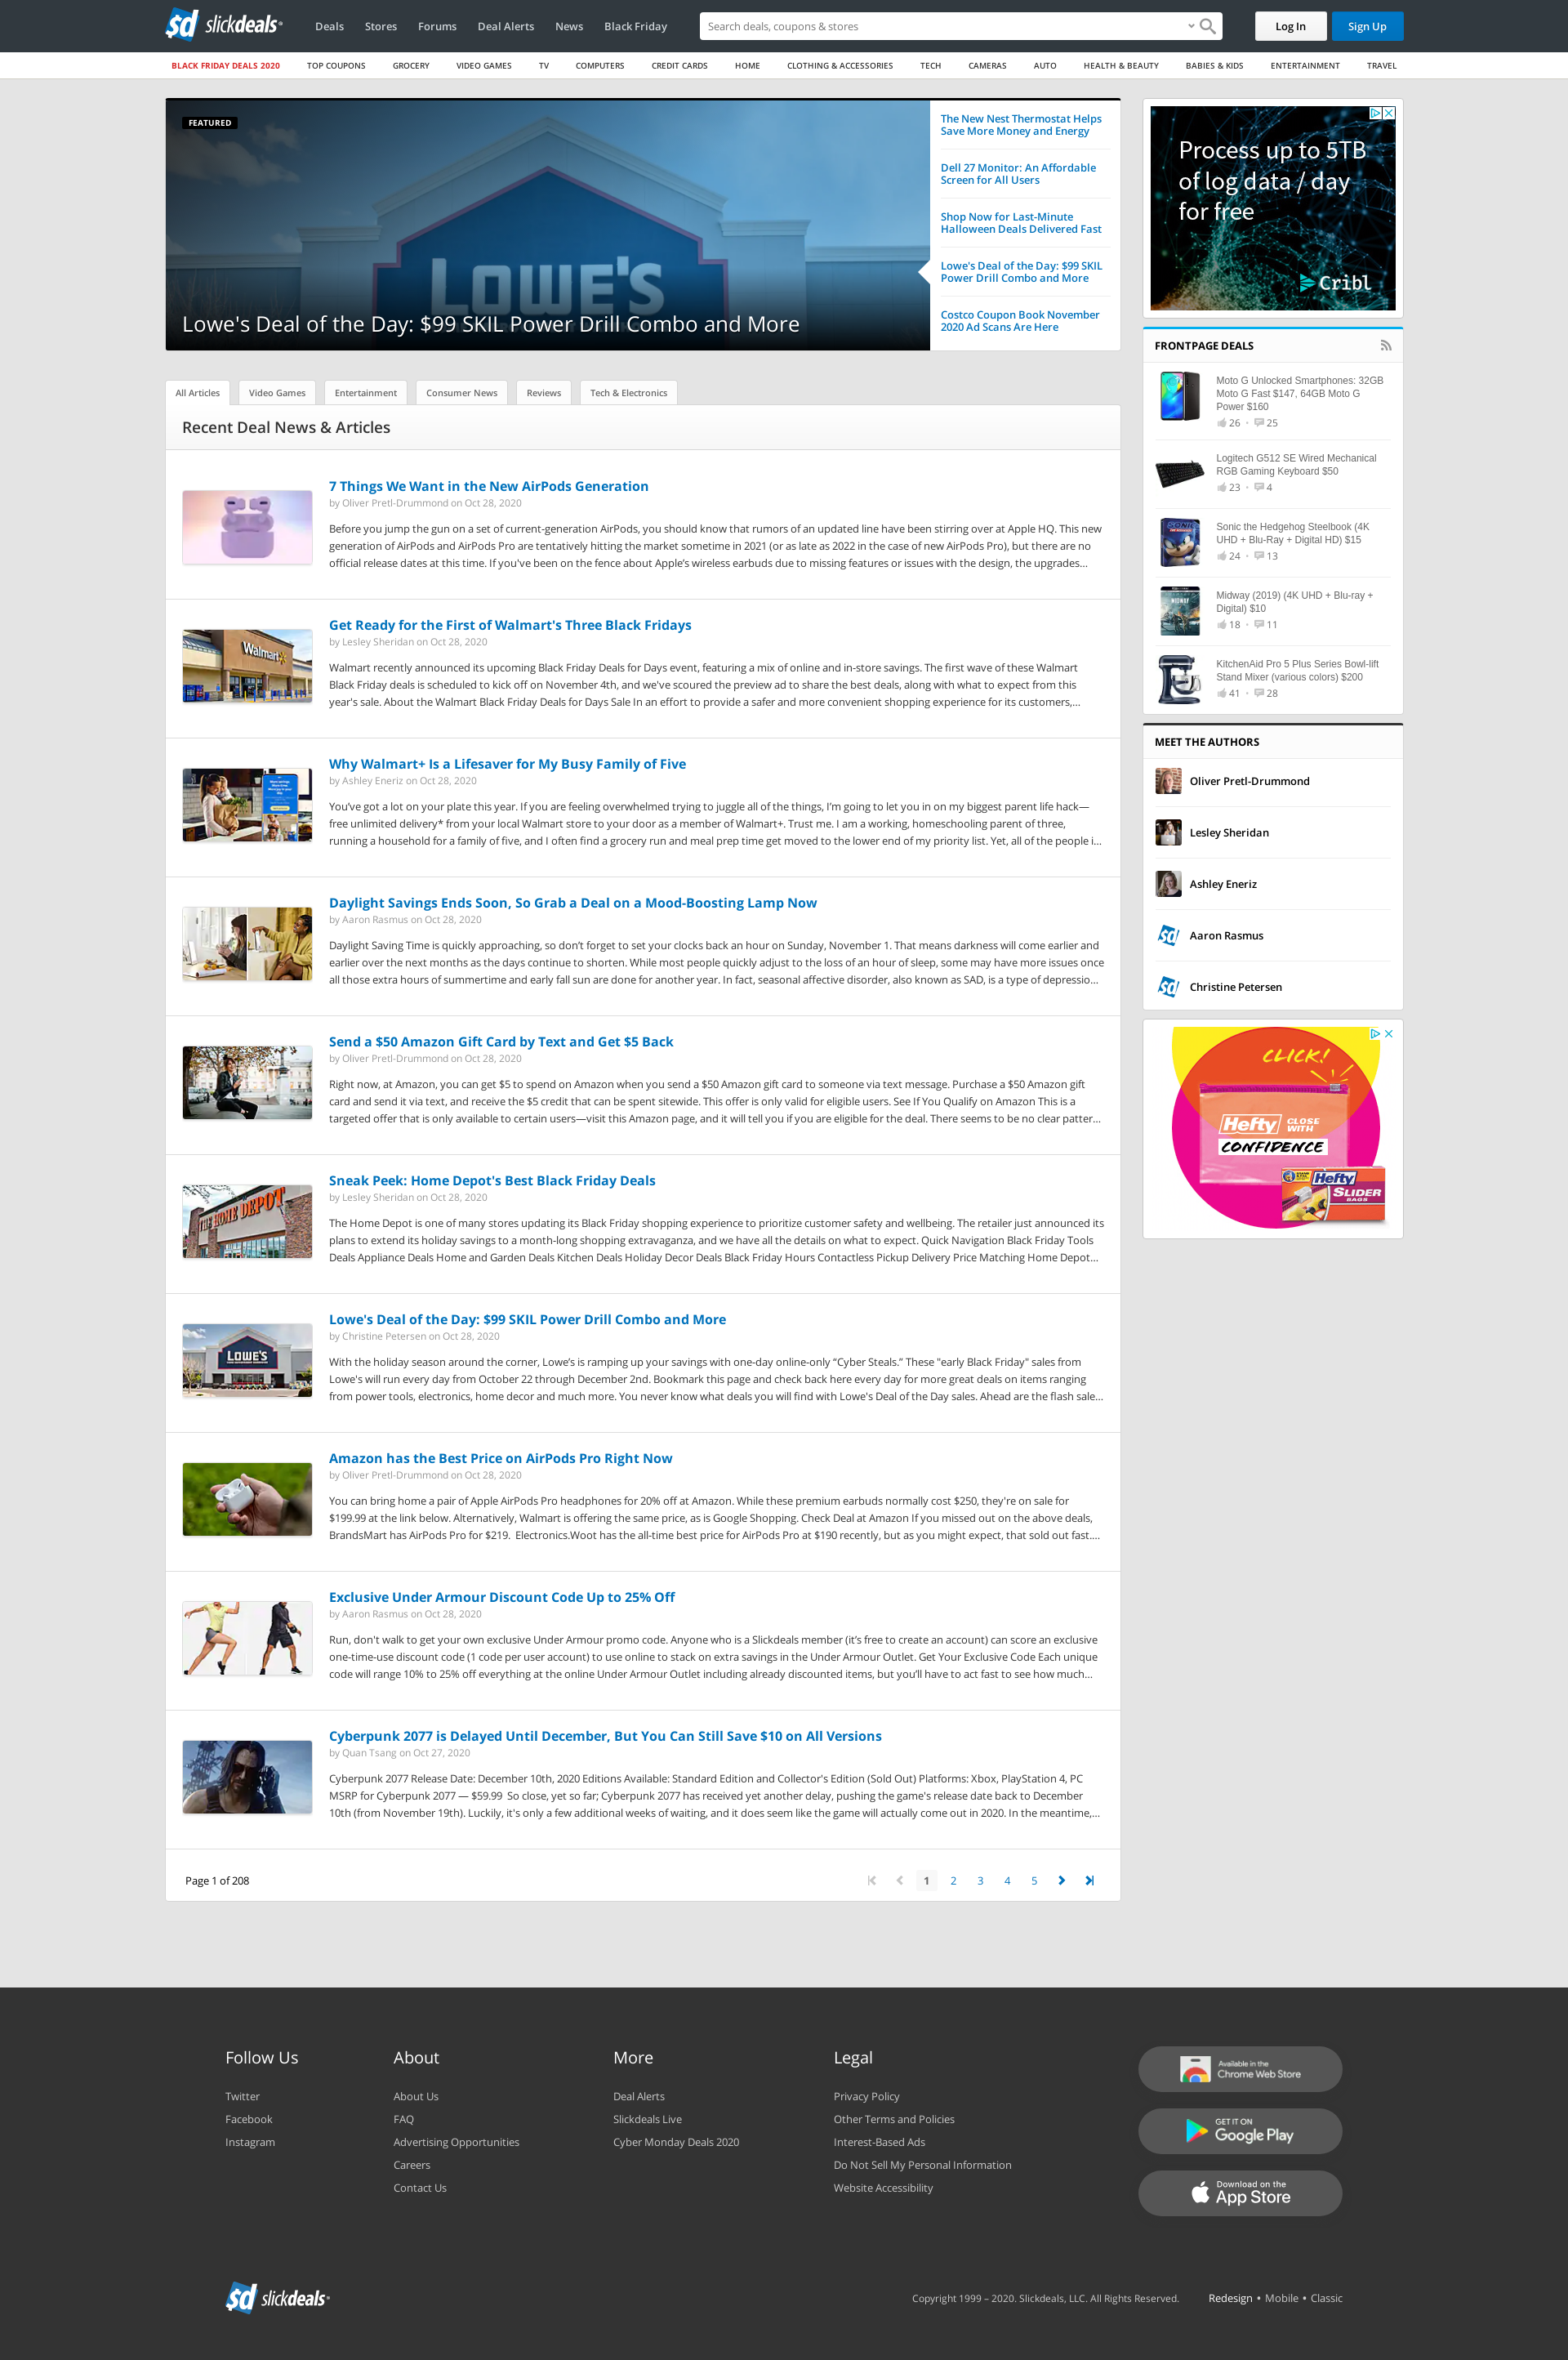 sd slickdeals
Deals Stores Forums Deal Alerts News Black Friday
Search deals, coupons & stores
Log In Sign Up
BLACK FRIDAY DEALS 2020 TOP COUPONS GROCERY VIDEO GAMES TV COMPUTERS CREDIT CARDS HOME CLOTHING & ACCESSORIES TECH CAMERAS AUTO HEALTH & BEAUTY BABIES & KIDS ENTERTAINMENT TRAVEL
FEATURED
LOWE'S
Lowe's Deal of the Day: $99 SKIL Power Drill Combo and More
The New Nest Thermostat Helps
Save More Money and Energy
Dell 27 Monitor: An Affordable
Screen for All Users
Shop Now for Last-Minute
Halloween Deals Delivered Fast
Lowe's Deal of the Day: $99 SKIL
Power Drill Combo and More
Costco Coupon Book November
2020 Ad Scans Are Here
All Articles Video Games Entertainment Consumer News Reviews Tech & Electronics
Recent Deal News & Articles
7 Things We Want in the New AirPods Generation
by Oliver Pretl-Drummond on Oct 28, 2020
Before you jump the gun on a set of current-generation AirPods, you should know that rumors of an updated line have been stirring over at Apple HQ. This new
generation of AirPods and AirPods Pro are tentatively hitting the market sometime in 2021 (or as late as 2022 in the case of new AirPods Pro), but there are no
official release dates at this time. If you've been on the fence about Apple’s wireless earbuds due to missing features or issues with the design, the upgrades...
Walmart
Get Ready for the First of Walmart's Three Black Fridays
by Lesley Sheridan on Oct 28, 2020
Walmart recently announced its upcoming Black Friday Deals for Days event, featuring a mix of online and in-store savings. The first wave of these Walmart
Black Friday deals is scheduled to kick off on November 4th, and we've scoured the preview ad to share the best deals, along with what to expect from this
year's sale. About the Walmart Black Friday Deals for Days Sale In an effort to provide a safer and more convenient shopping experience for its customers,...
Why Walmart+ Is a Lifesaver for My Busy Family of Five
by Ashley Eneriz on Oct 28, 2020
You’ve got a lot on your plate this year. If you are feeling overwhelmed trying to juggle all of the things, I’m going to let you in on my biggest parent life hack—
free unlimited delivery* from your local Walmart store to your door as a member of Walmart+. Trust me. I am a working, homeschooling parent of three,
running a household for a family of five, and I often find a grocery run and meal prep time get moved to the lower end of my priority list. Yet, all of the people i...
Daylight Savings Ends Soon, So Grab a Deal on a Mood-Boosting Lamp Now
by Aaron Rasmus on Oct 28, 2020
Daylight Saving Time is quickly approaching, so don’t forget to set your clocks back an hour on Sunday, November 1. That means darkness will come earlier and
earlier over the next months as the days continue to shorten. While most people quickly adjust to the loss of an hour of sleep, some may have more issues once
all those extra hours of summertime and early fall sun are done for another year. In fact, seasonal affective disorder, also known as SAD, is a type of depressio...
Send a $50 Amazon Gift Card by Text and Get $5 Back
by Oliver Pretl-Drummond on Oct 28, 2020
Right now, at Amazon, you can get $5 to spend on Amazon when you send a $50 Amazon gift card to someone via text message. Purchase a $50 Amazon gift
card and send it via text, and receive the $5 credit that can be spent sitewide. This offer is only valid for eligible users. See If You Qualify on Amazon This is a
targeted offer that is only available to certain users—visit this Amazon page, and it will tell you if you are eligible for the deal. There seems to be no clear patter...
THE HOME DEPOT
Sneak Peek: Home Depot's Best Black Friday Deals
by Lesley Sheridan on Oct 28, 2020
The Home Depot is one of many stores updating its Black Friday shopping experience to prioritize customer safety and wellbeing. The retailer just announced its
plans to extend its holiday savings to a month-long shopping extravaganza, and we have all the details on what to expect. Quick Navigation Black Friday Tools
Deals Appliance Deals Home and Garden Deals Kitchen Deals Holiday Decor Deals Black Friday Hours Contactless Pickup Delivery Price Matching Home Depot...
LOWE'S
Lowe's Deal of the Day: $99 SKIL Power Drill Combo and More
by Christine Petersen on Oct 28, 2020
With the holiday season around the corner, Lowe’s is ramping up your savings with one-day online-only “Cyber Steals.” These "early Black Friday" sales from
Lowe's will run every day from October 22 through December 2nd. Bookmark this page and check back here every day for more great deals on items ranging
from power tools, electronics, home decor and much more. You never know what deals you will find with Lowe's Deal of the Day sales. Ahead are the flash sale...
Amazon has the Best Price on AirPods Pro Right Now
by Oliver Pretl-Drummond on Oct 28, 2020
You can bring home a pair of Apple AirPods Pro headphones for 20% off at Amazon. While these premium earbuds normally cost $250, they're on sale for
$199.99 at the link below. Alternatively, Walmart is offering the same price, as is Google Shopping. Check Deal at Amazon If you missed out on the above deals,
BrandsMart has AirPods Pro for $219. Electronics.Woot has the all-time best price for AirPods Pro at $190 recently, but as you might expect, that sold out fast....
Exclusive Under Armour Discount Code Up to 25% Off
by Aaron Rasmus on Oct 28, 2020
Run, don't walk to get your own exclusive Under Armour promo code. Anyone who is a Slickdeals member (it’s free to create an account) can score an exclusive
one-time-use discount code (1 code per user account) to use online to stack on extra savings in the Under Armour Outlet. Get Your Exclusive Code Each unique
code will range 10% to 25% off everything at the online Under Armour Outlet including already discounted items, but you’ll have to act fast to see how much...
Cyberpunk 2077 is Delayed Until December, But You Can Still Save $10 on All Versions
by Quan Tsang on Oct 27, 2020
Cyberpunk 2077 Release Date: December 10th, 2020 Editions Available: Standard Edition and Collector's Edition (Sold Out) Platforms: Xbox, PlayStation 4, PC
MSRP for Cyberpunk 2077 — $59.99 So close, yet so far; Cyberpunk 2077 has received yet another delay, pushing the game's release date back to December
10th (from November 19th). Luckily, it's only a few additional weeks of waiting, and it does seem like the game will actually come out in 2020. In the meantime,...
Page 1 of 208
1 2 3 4 5
Process up to 5TB
of log data / day
for free
Cribl
FRONTPAGE DEALS
Moto G Unlocked Smartphones: 32GB
Moto G Fast $147, 64GB Moto G
Power $160
26 • 25
Logitech G512 SE Wired Mechanical
RGB Gaming Keyboard $50
23 • 4
SONIC
Sonic the Hedgehog Steelbook (4K
UHD + Blu-Ray + Digital HD) $15
24 • 13
MIDWAY
Midway (2019) (4K UHD + Blu-ray +
Digital) $10
18 • 11
KitchenAid Pro 5 Plus Series Bowl-lift
Stand Mixer (various colors) $200
41 • 28
MEET THE AUTHORS
Oliver Pretl-Drummond
Lesley Sheridan
Ashley Eneriz
sd Aaron Rasmus
sd Christine Petersen
CLICK!
Hefty CLOSE
WITH
CONFIDENCE
Hefty
SLIDER
BAGS
Follow Us
Twitter
Facebook
Instagram
About
About Us
FAQ
Advertising Opportunities
Careers
Contact Us
More
Deal Alerts
Slickdeals Live
Cyber Monday Deals 2020
Legal
Privacy Policy
Other Terms and Policies
Interest-Based Ads
Do Not Sell My Personal Information
Website Accessibility
Available in the
Chrome Web Store
GET IT ON
Google Play
Download on the
App Store
sd slickdeals
Copyright 1999 – 2020. Slickdeals, LLC. All Rights Reserved.
Redesign • Mobile • Classic